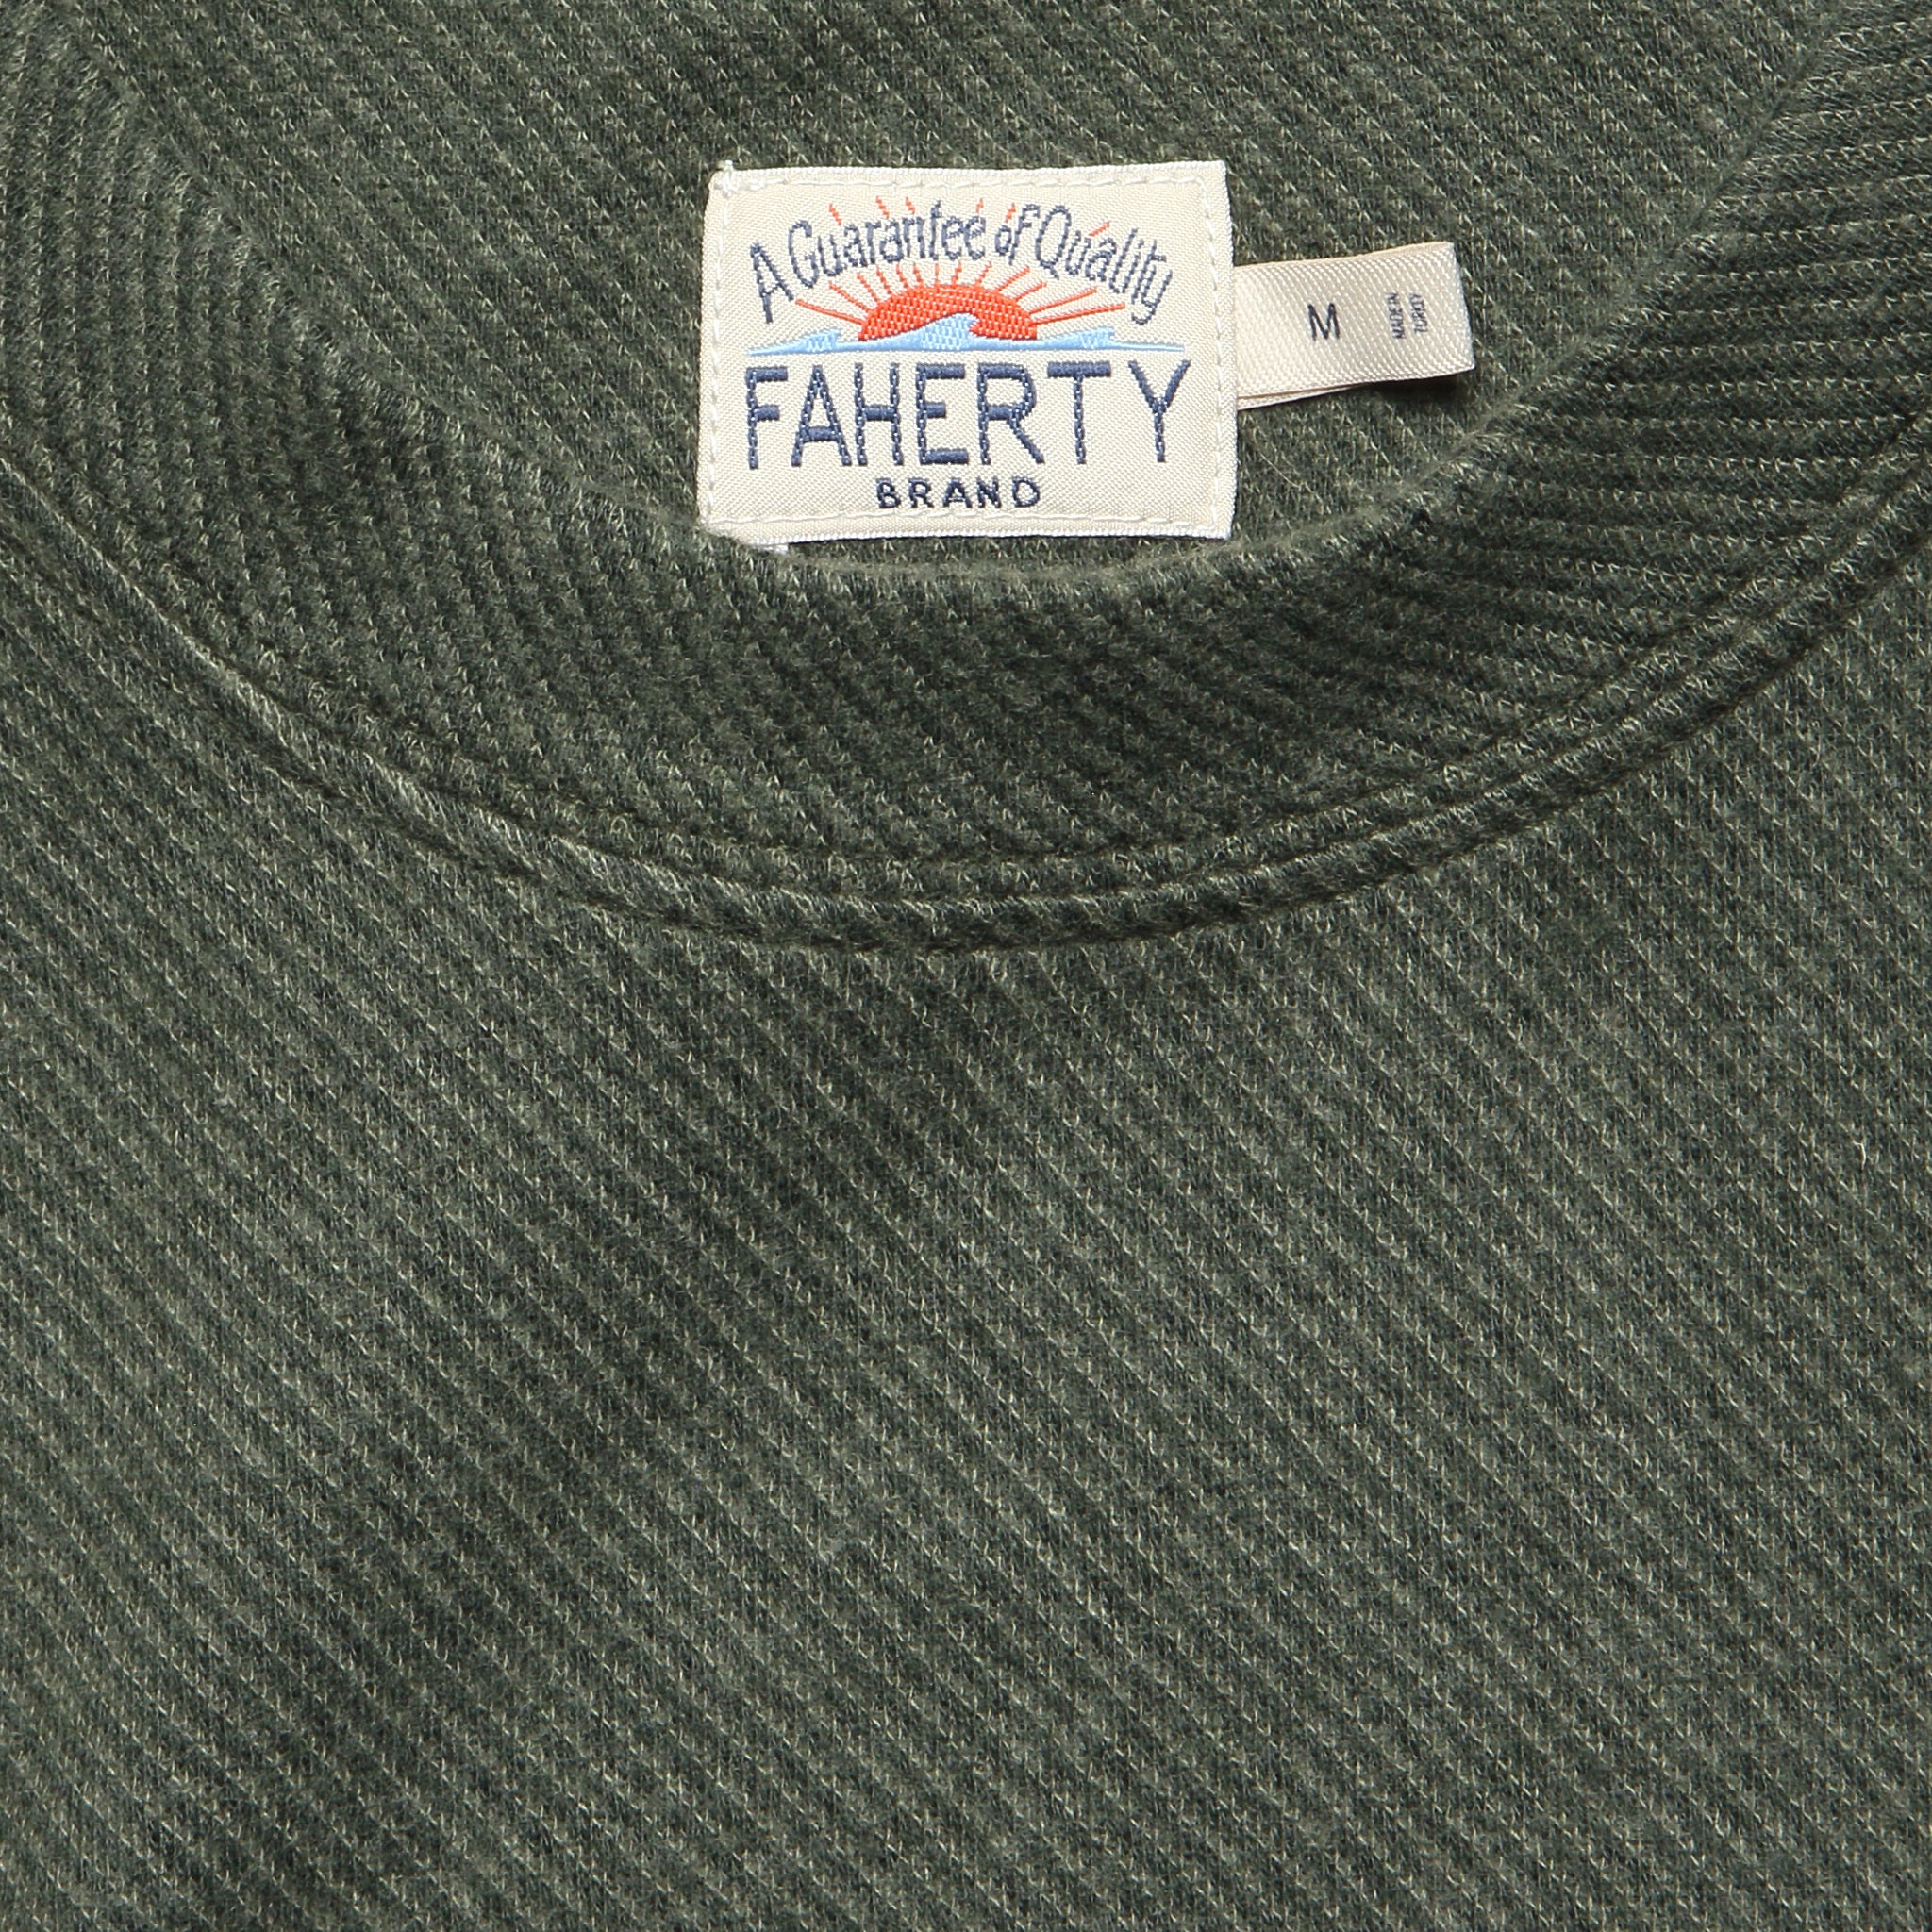 A Guarantee of Quality
FAHERTY
BRAND
M
MADE IN
TURKEY